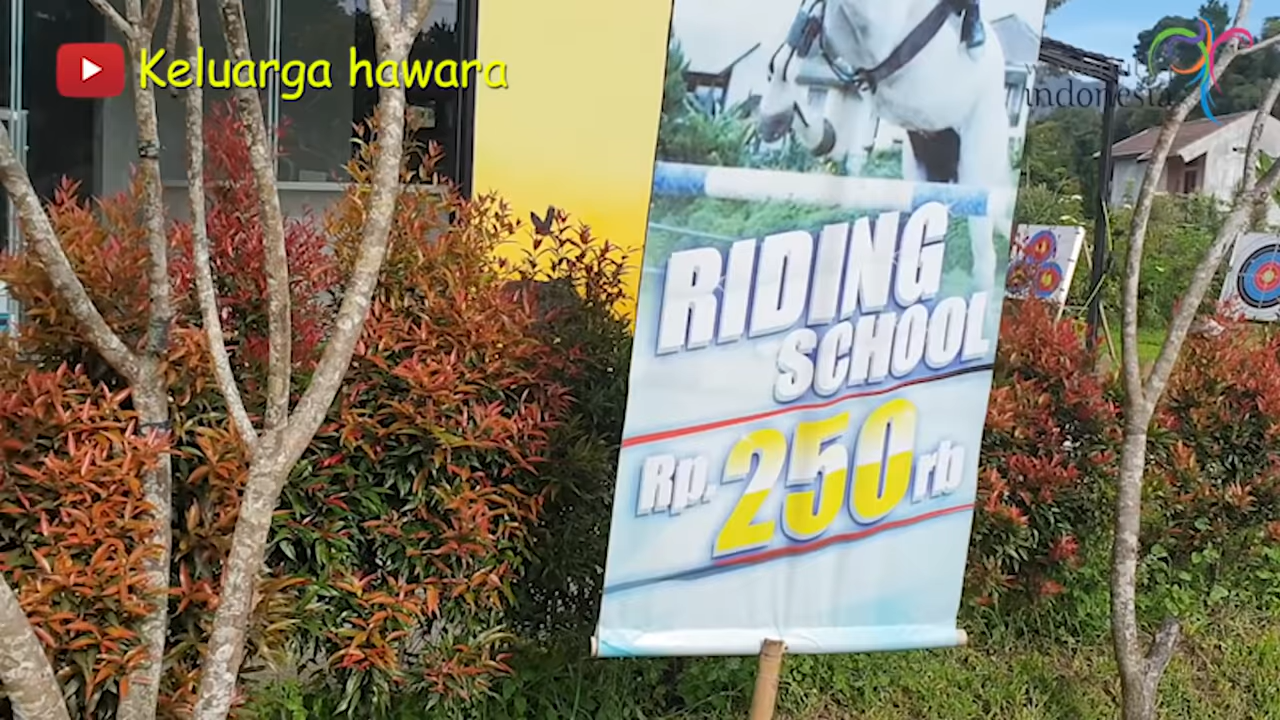 Keluarga hawara
indonesia
RIDING
SCHOOL
Rp. 250 rb